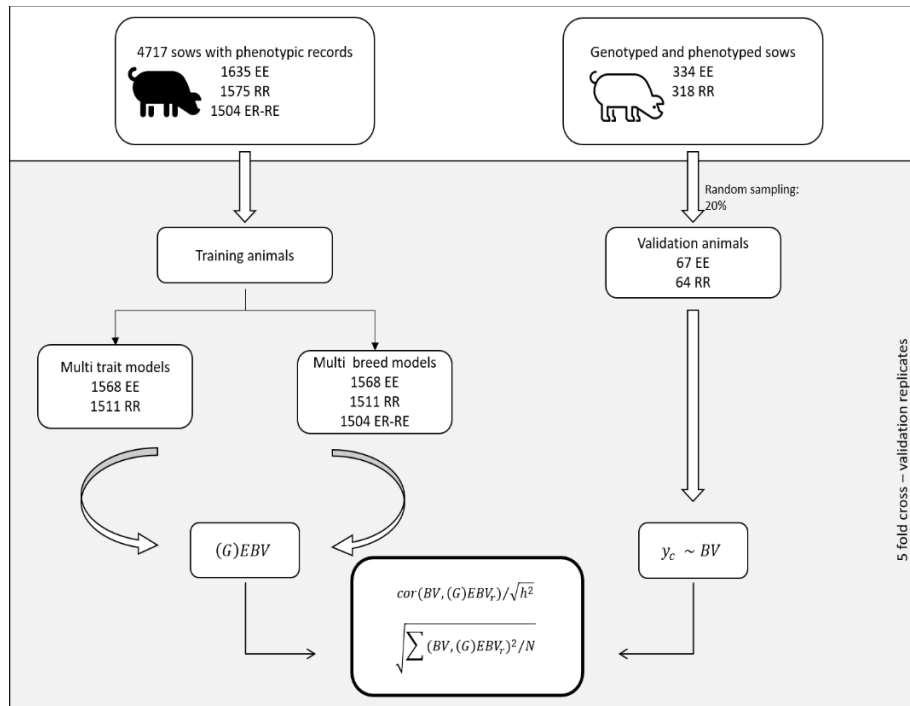 4717 sows with phenotypic records
1635 EE
1575 RR
1504 ER-RE
Genotyped and phenotyped sows
334 EE
318 RR
Random sampling:
20%
Training animals
Validation animals
67 EE
64 RR
Multi trait models
1568 EE
1511 RR
Multi breed models
1568 EE
1511 RR
1504 ER-RE
5 fold cross – validation replicates
(G)EBV
y_c ~ BV
cor(BV, (G)EBV_r)/√h²
√∑(BV, (G)EBV_r)²/N